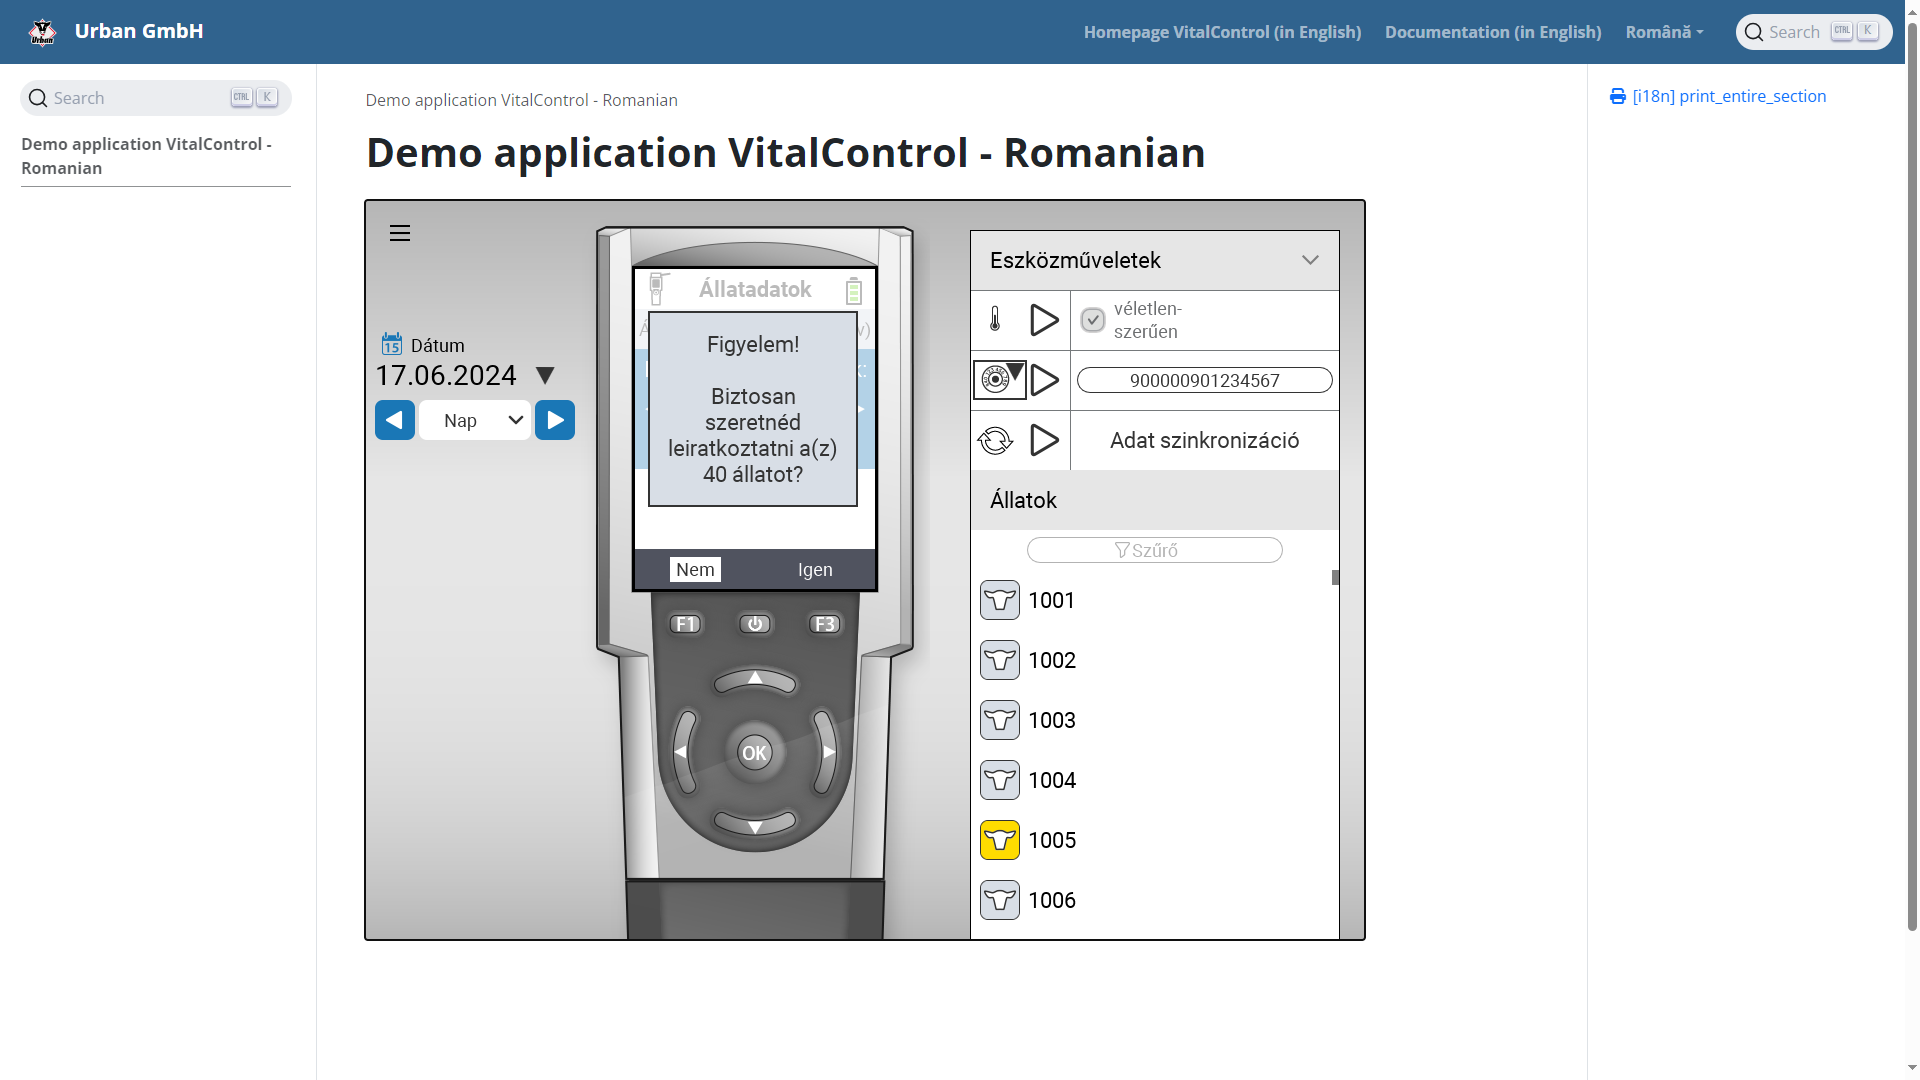 Urban GmbH
Homepage VitalControl (in English)
Documentation (in English)
Română
Search
CTRL
K
Search
CTRL
K
Demo application VitalControl -
Romanian
Demo application VitalControl - Romanian
Demo application VitalControl - Romanian
[i18n] print_entire_section
15
Dátum
17.06.2024
Nap
Állatadatok
Figyelem!
Biztosan
szeretnéd
leiratkoztatni a(z)
40 állatot?
Nem
Igen
F1
F3
OK
Eszközműveletek
véletlen-
szerűen
900000901234567
Adat szinkronizáció
Állatok
Szűrő
1001
1002
1003
1004
1005
1006